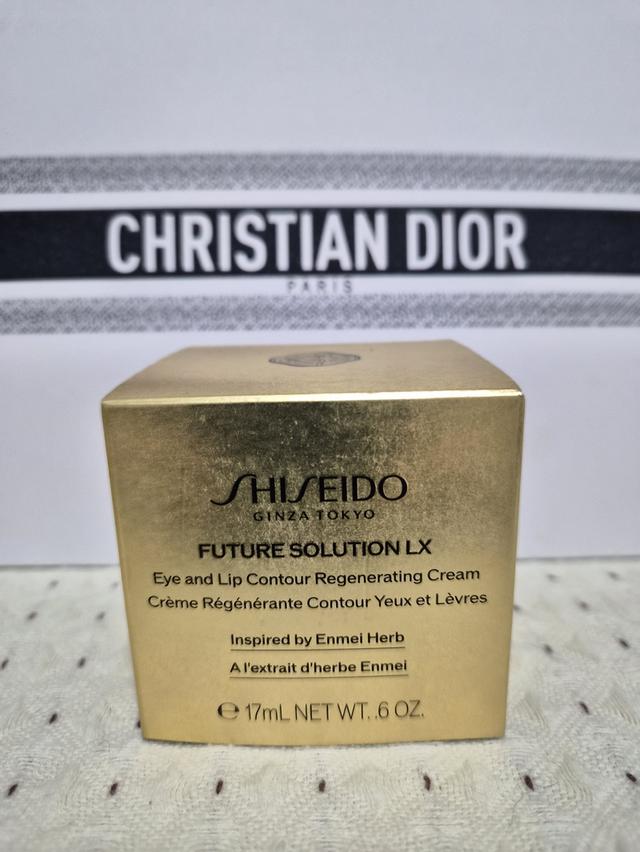 CHRISTIAN DIOR
PARIS
SHISEIDO
GINZA TOKYO
FUTURE SOLUTION LX
Eye and Lip Contour Regenerating Cream
Crème Régénérante Contour Yeux et Lèvres
Inspired by Enmei Herb
A l'extrait d'herbe Enmei
℮ 17mL NET WT. .6 OZ.